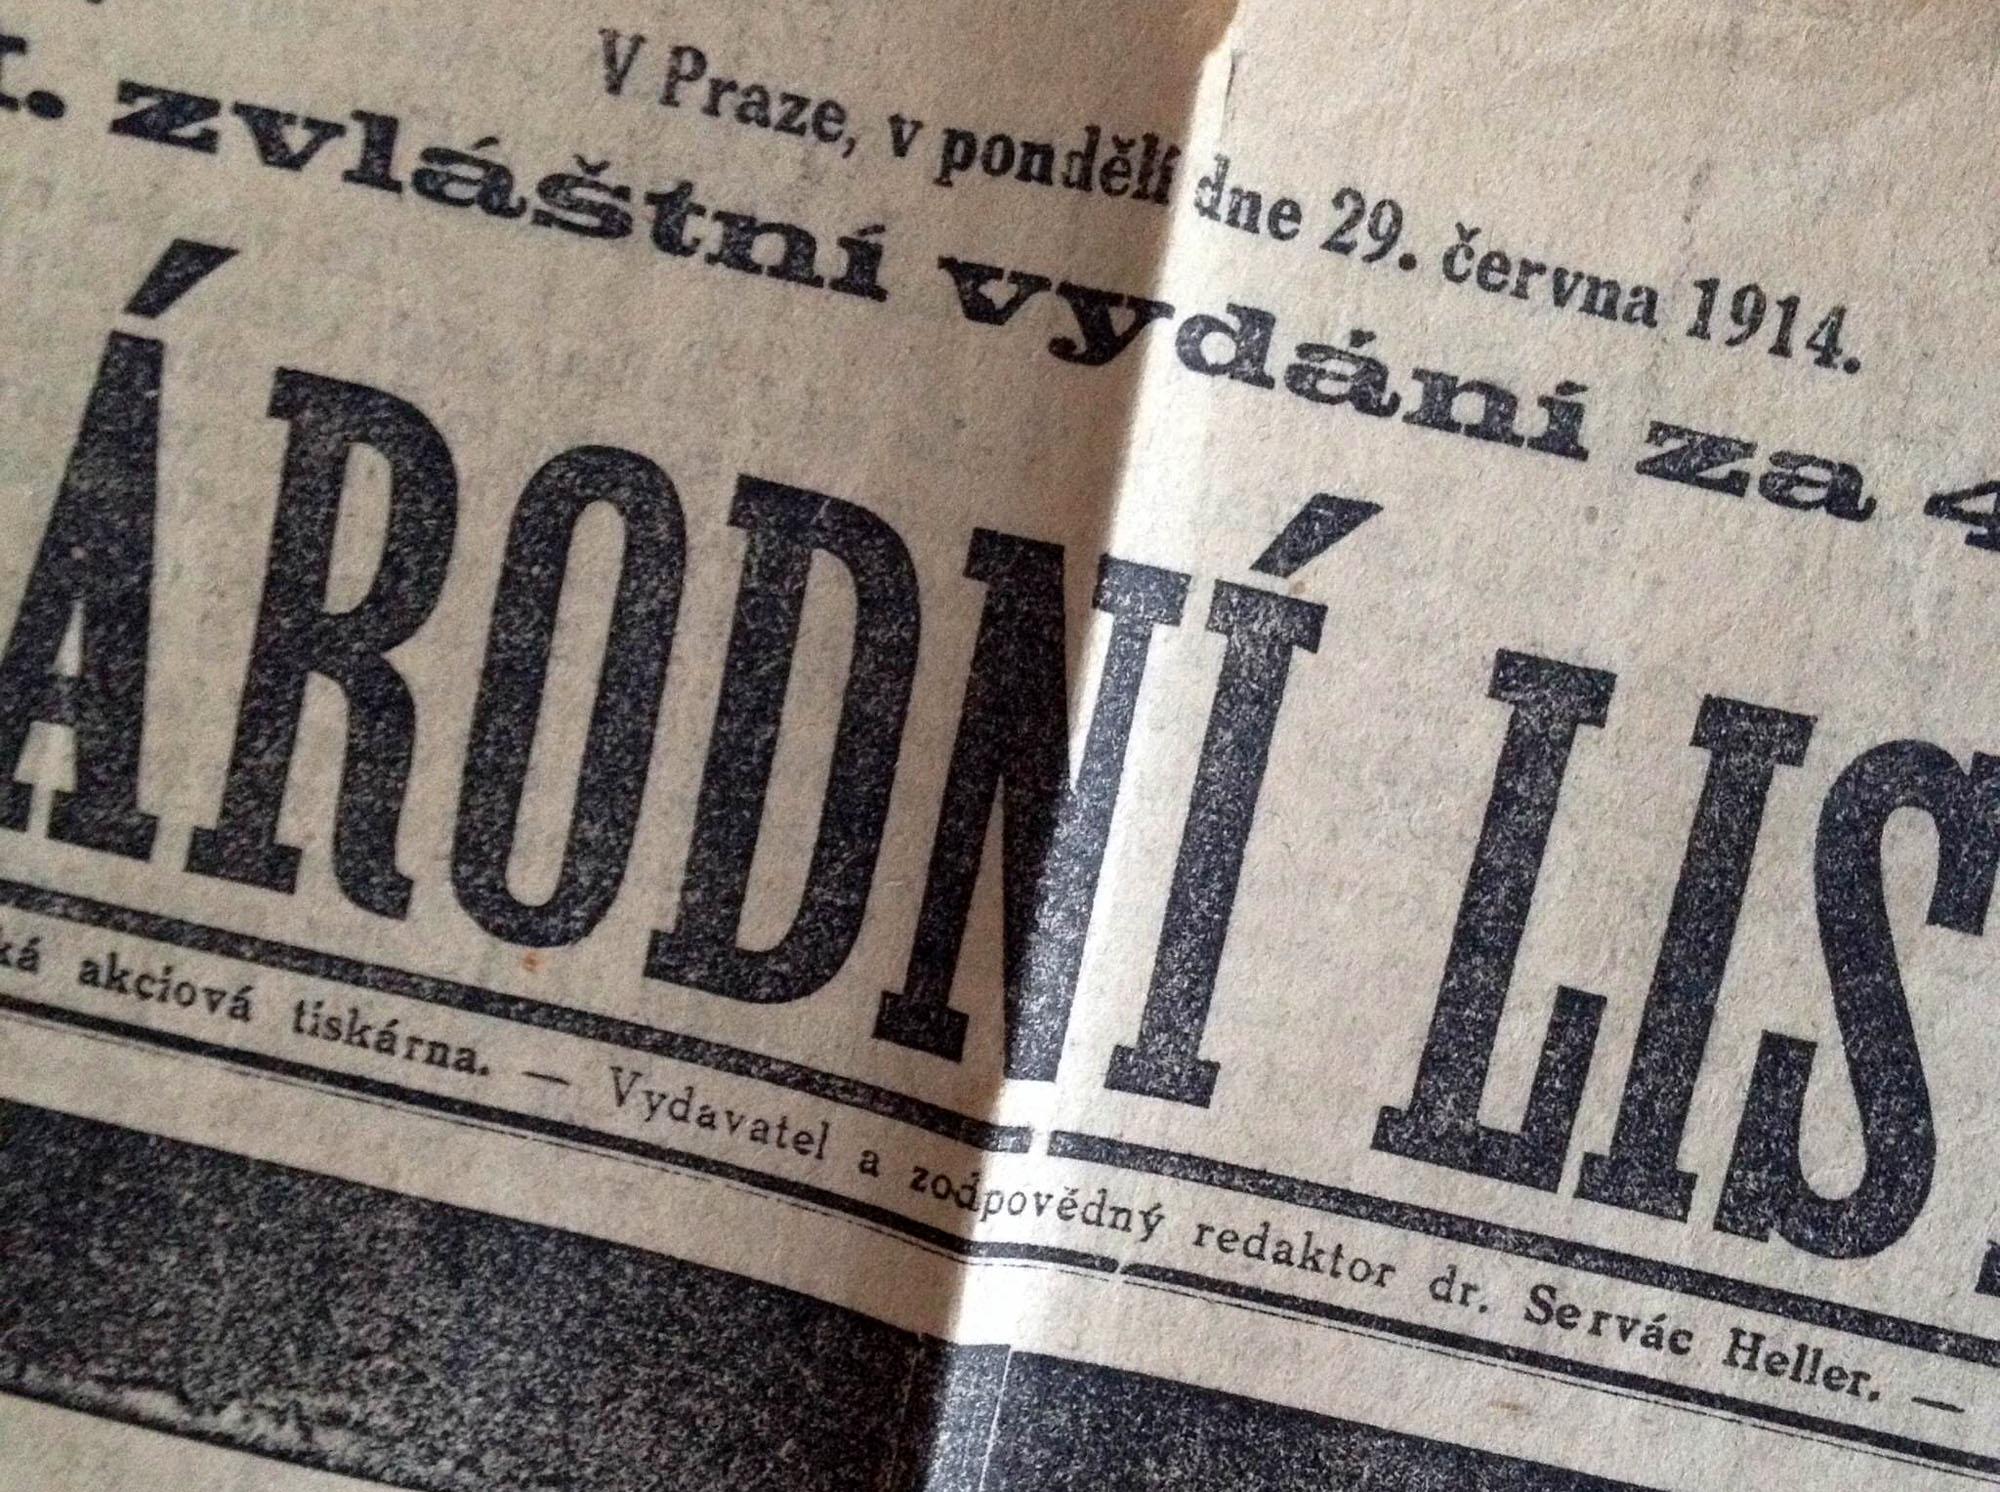 V Praze, v pondělí dne 29. června 1914.
zvláštní vydání za 4
ÁRODNÍ LIS
ká akciová tiskárna. — Vydavatel a zodpovědný redaktor dr. Servác Heller. —